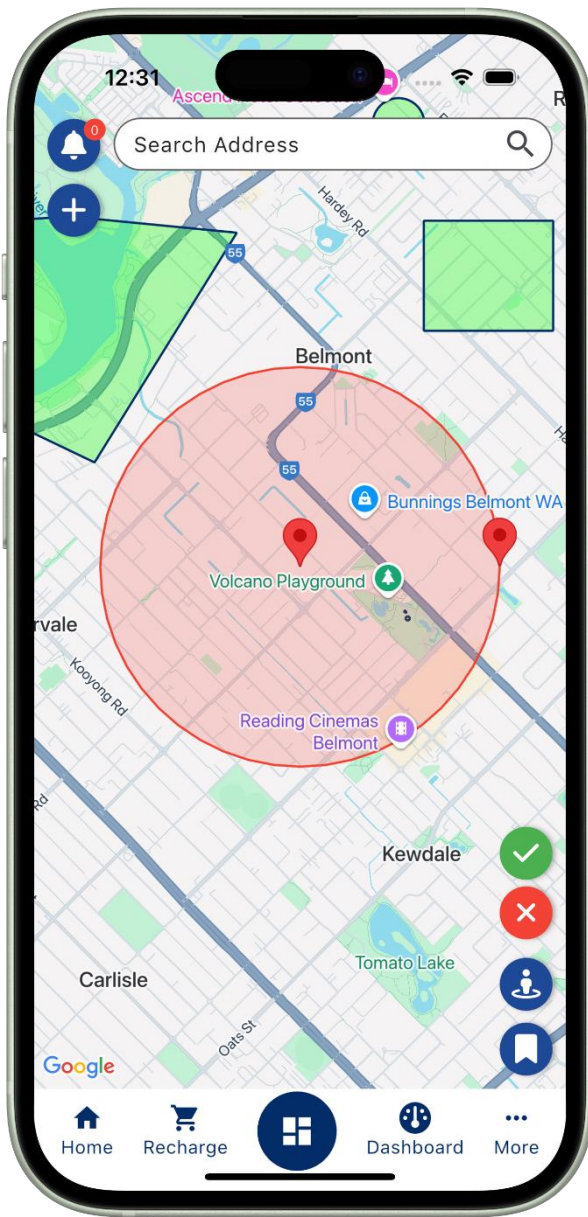 12:31
R
0
Search Address
Hardey Rd
55
Belmont
55
55
Bunnings Belmont WA
Volcano Playground
rvale
Kooyong Rd
Reading Cinemas
Belmont
Rd
Kewdale
Tomato Lake
Carlisle
Oats St
Google
Home
Recharge
Dashboard
More